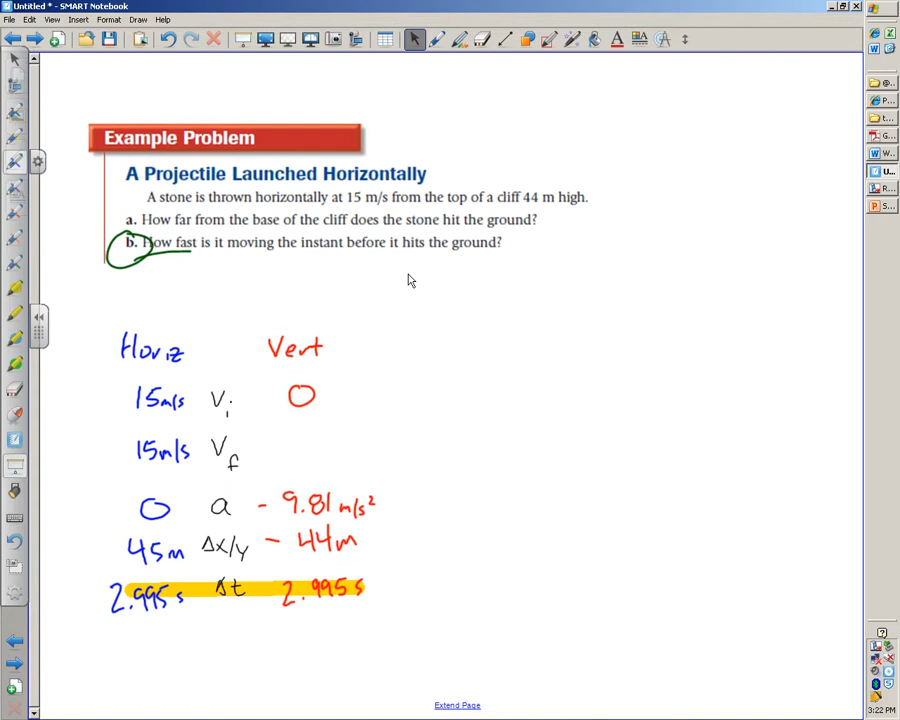 Untitled * - SMART Notebook
File Edit View Insert Format Tools Draw Help
Example Problem
A Projectile Launched Horizontally
A stone is thrown horizontally at 15 m/s from the top of a cliff 44 m high.
a. How far from the base of the cliff does the stone hit the ground?
b. How fast is it moving the instant before it hits the ground?
Horiz Vert
15m/s Vi 0
15m/s Vf
0 a - 9.81 m/s²
45m Δx/y - 44m
2.995s Δt 2.995s
Extend Page
@...
P...
t...
G...
W...
U...
R...
S...
3:22 PM